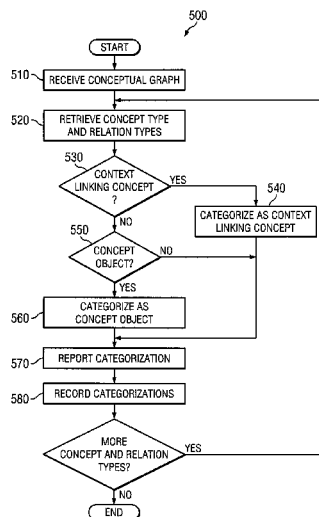 500
START
510
RECEIVE CONCEPTUAL GRAPH
520
RETRIEVE CONCEPT TYPE
AND RELATION TYPES
530
CONTEXT
LINKING CONCEPT
?
YES
540
CATEGORIZE AS CONTEXT
LINKING CONCEPT
NO
550
CONCEPT
OBJECT?
NO
YES
560
CATEGORIZE AS
CONCEPT OBJECT
570
REPORT CATEGORIZATION
580
RECORD CATEGORIZATIONS
MORE
CONCEPT AND RELATION
TYPES?
YES
NO
END